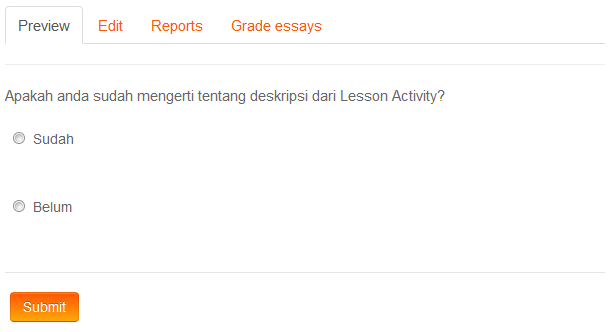 Preview Edit Reports Grade essays
Apakah anda sudah mengerti tentang deskripsi dari Lesson Activity?
Sudah
Belum
Submit